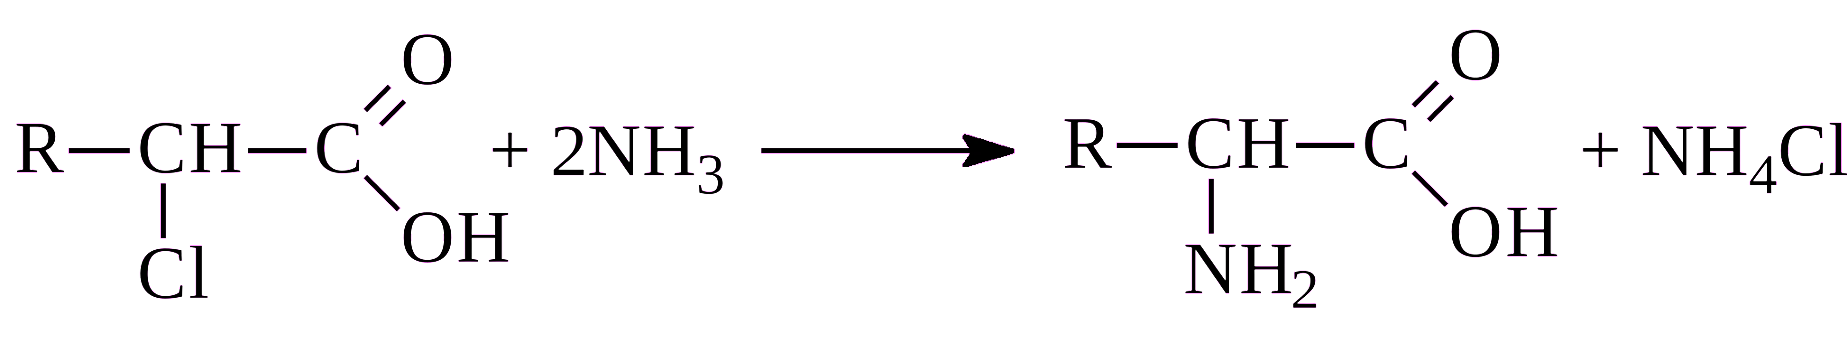 O O
R CH C + 2NH₃ R CH C + NH₄Cl
OH OH
Cl NH₂